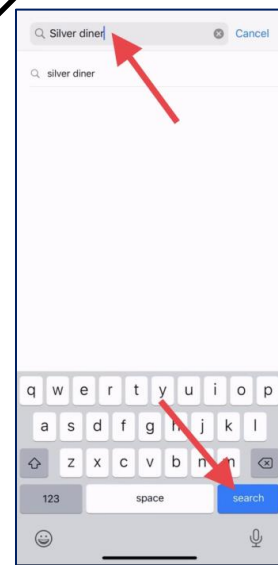 Silver diner Cancel
silver diner
q w e r t y u i o p
a s d f g h j k l
z x c v b n m
123 space search